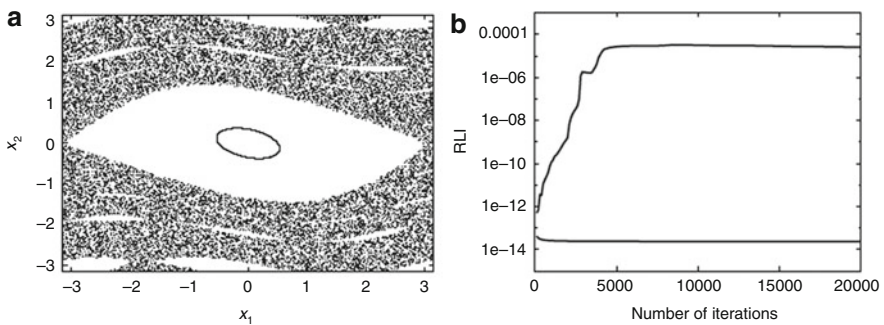 a
3
2
1
0
−1
−2
−3
x2
−3
−2
−1
0
1
2
3
x1
b
0.0001
1e−06
1e−08
1e−10
1e−12
1e−14
RLI
0
5000
10000
15000
20000
Number of iterations